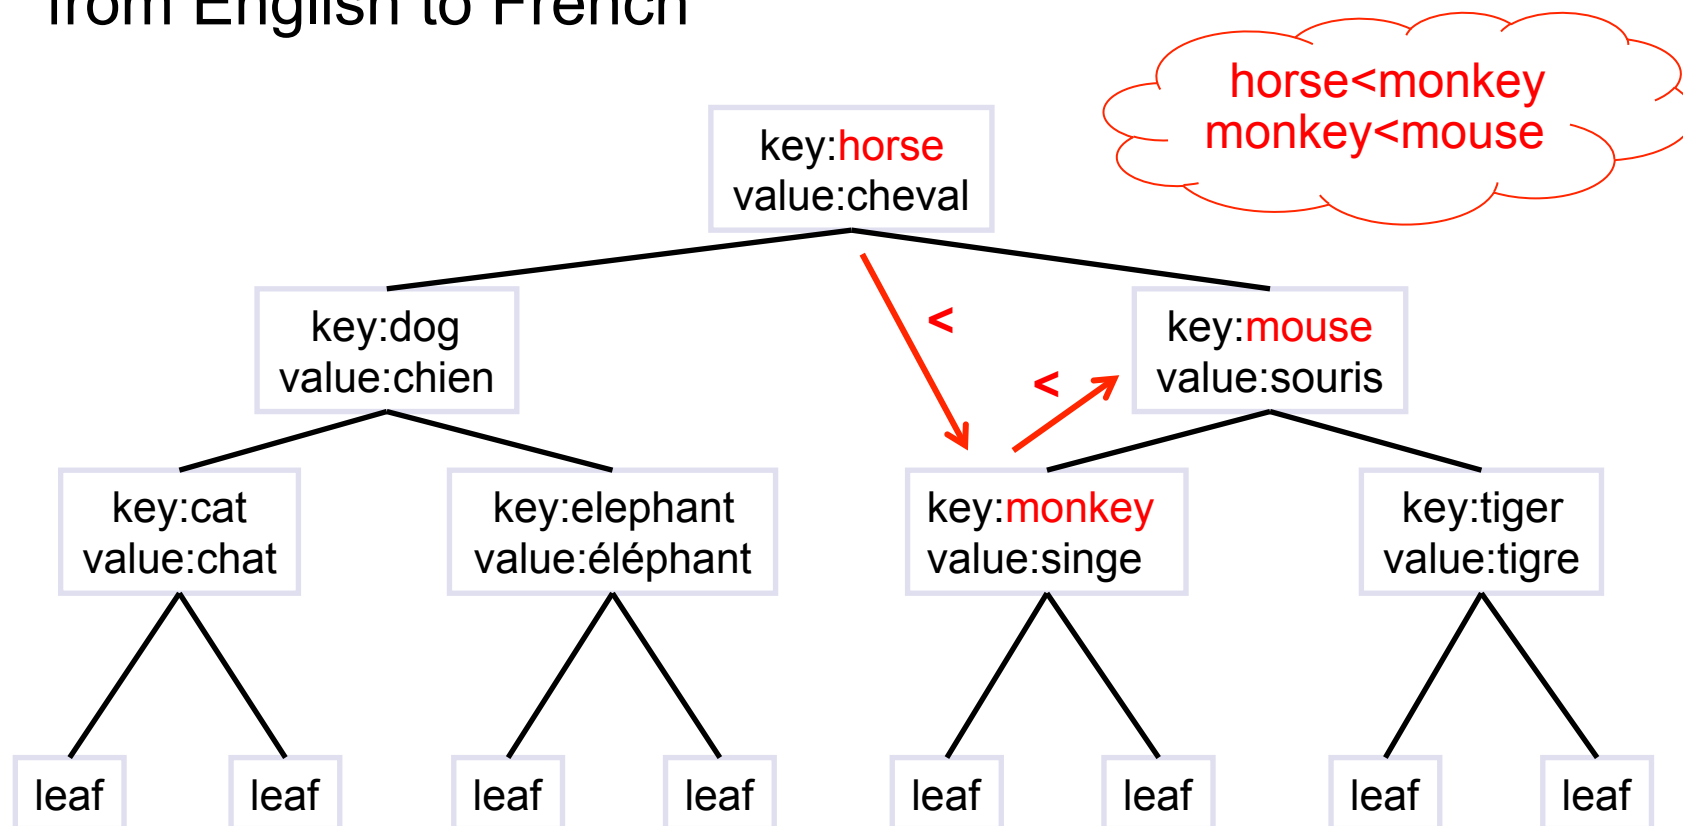 from English to French
horse<monkey
monkey<mouse
key:horse
value:cheval
<
<
key:dog
value:chien
key:mouse
value:souris
key:cat
value:chat
key:elephant
value:éléphant
key:monkey
value:singe
key:tiger
value:tigre
leaf
leaf
leaf
leaf
leaf
leaf
leaf
leaf